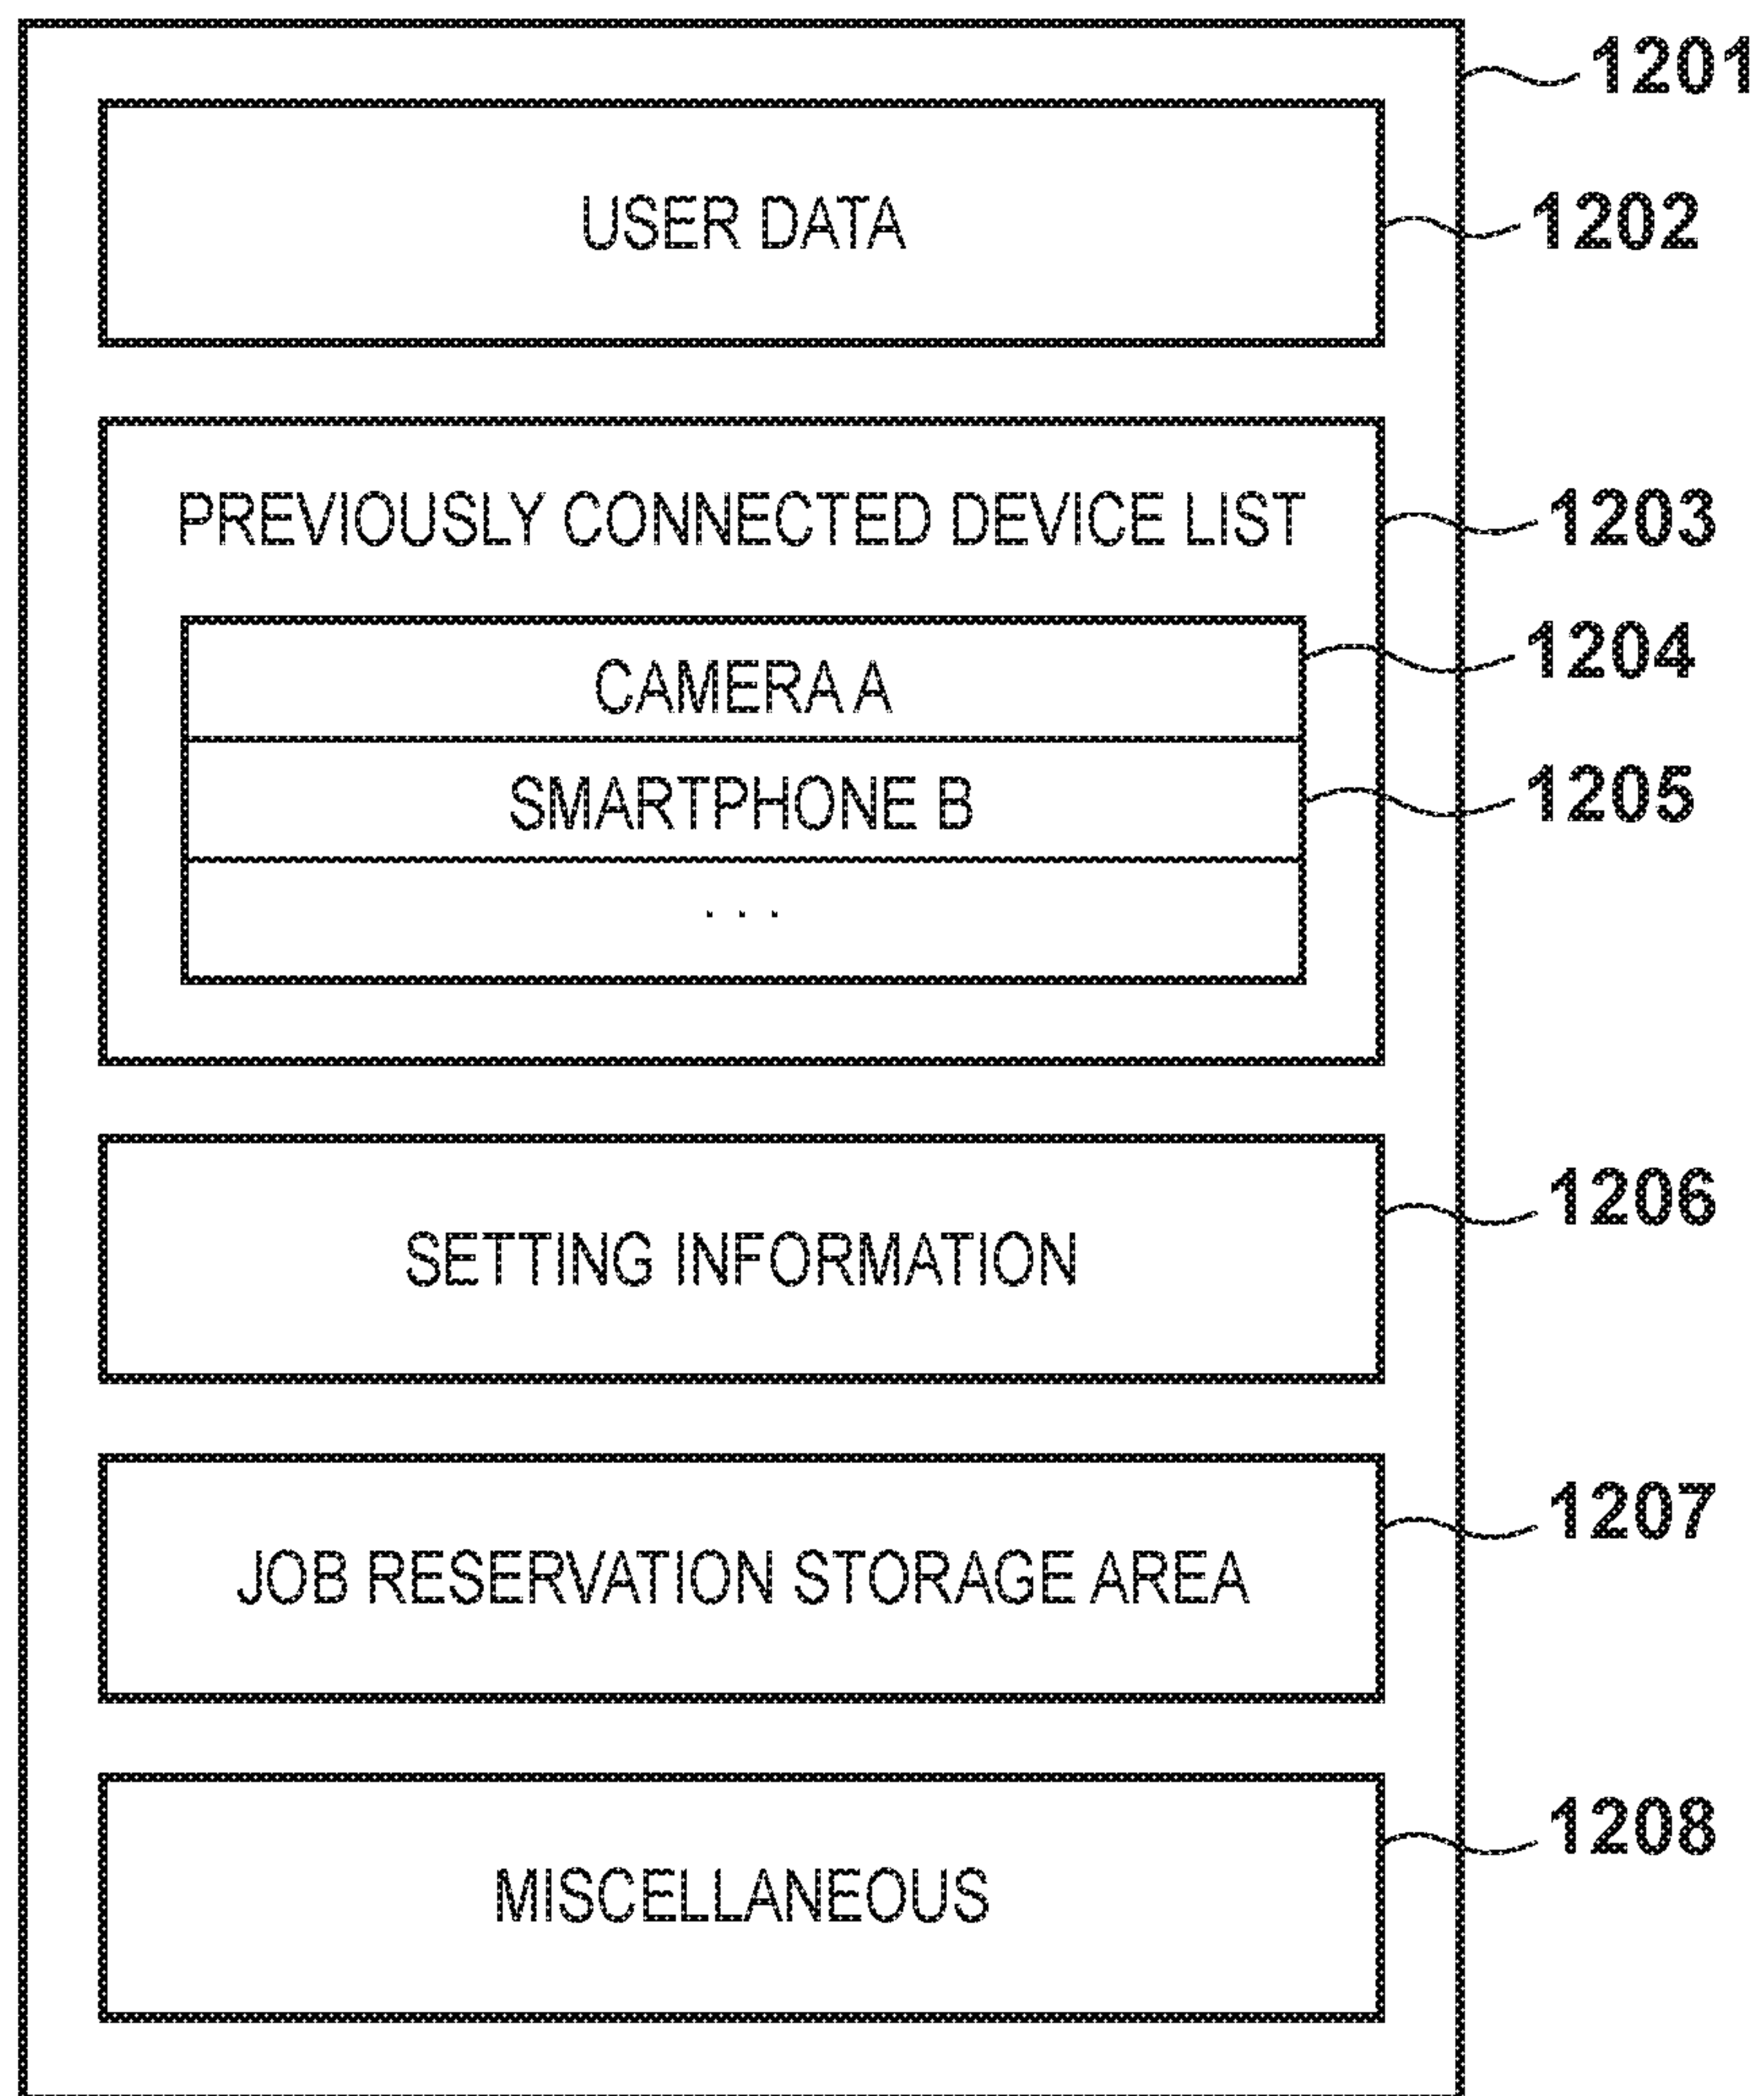 1201
USER DATA
1202
PREVIOUSLY CONNECTED DEVICE LIST
1203
CAMERA A
1204
SMARTPHONE B
1205
. . .
SETTING INFORMATION
1206
JOB RESERVATION STORAGE AREA
1207
MISCELLANEOUS
1208